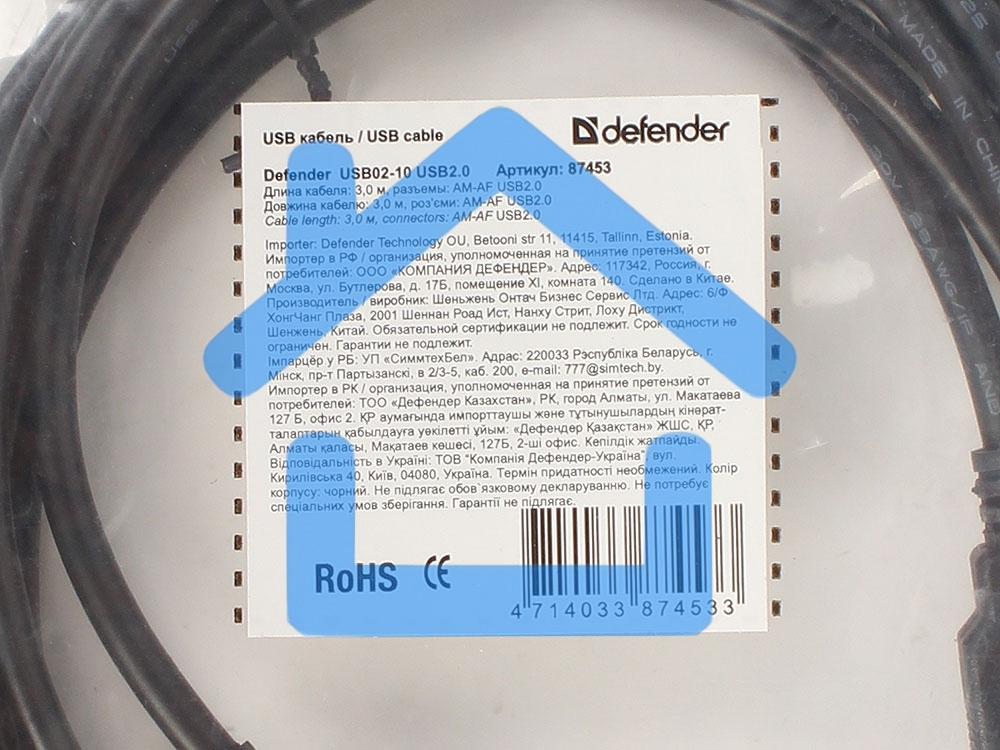 USB кабель / USB cable
defender
Defender USB02-10 USB2.0 Артикул: 87453
Длина кабеля: 3,0 м, разъемы: AM-AF USB2.0
Довжина кабелю: 3,0 м, роз'єми: AM-AF USB2.0
Cable length: 3,0 м, connectors: AM-AF USB2.0
Importer: Defender Technology OU, Betooni str 11, 11415, Tallinn, Estonia.
Импортер в РФ / организация, уполномоченная на принятие претензий от
потребителей: ООО «КОМПАНИЯ ДЕФЕНДЕР». Адрес: 117342, Россия, г.
Москва, ул. Бутлерова, д. 17Б, помещение XI, комната 140. Сделано в Китае.
Производитель / виробник: Шеньжень Онтач Бизнес Сервис Лтд. Адрес: 6/Ф
ХонгЧанг Плаза, 2001 Шеннан Роад Ист, Нанху Стрит, Лоху Дистрикт,
Шенжень, Китай. Обязательной сертификации не подлежит. Срок годности не
ограничен. Гарантии не подлежит.
Імпарцёр у РБ: УП «СиммтехБел». Адрас: 220033 Рэспубліка Беларусь, г.
Мінск, пр-т Партызанскі, в 2/3-5, каб. 200, e-mail: 777@simtech.by.
Импортер в РК / организация, уполномоченная на принятие претензий от
потребителей: ТОО «Дефендер Казахстан», РК, город Алматы, ул. Макатаева
127 Б, офис 2. ҚР аумағында импорттаушы және тұтынушылардың кінәрат-
талаптарын қабылдауға уәкілетті ұйым: «Дефендер Қазақстан» ЖШС, ҚР,
Алматы қаласы, Мақатаев көшесі, 127Б, 2-ші офис. Кепілдік жатпайды.
Відповідальність в Україні: ТОВ "Компанія Дефендер-Україна", вул.
Кирилівська 40, Київ, 04080, Україна. Термін придатності необмежений. Колір
корпусу: чорний. Не підлягає обов`язковому декларуванню. Не потребує
спеціальних умов зберігання. Гарантії не підлягає.
RoHS CE
4 714033 874533
MADE IN CHINA
28AWG/1P AND